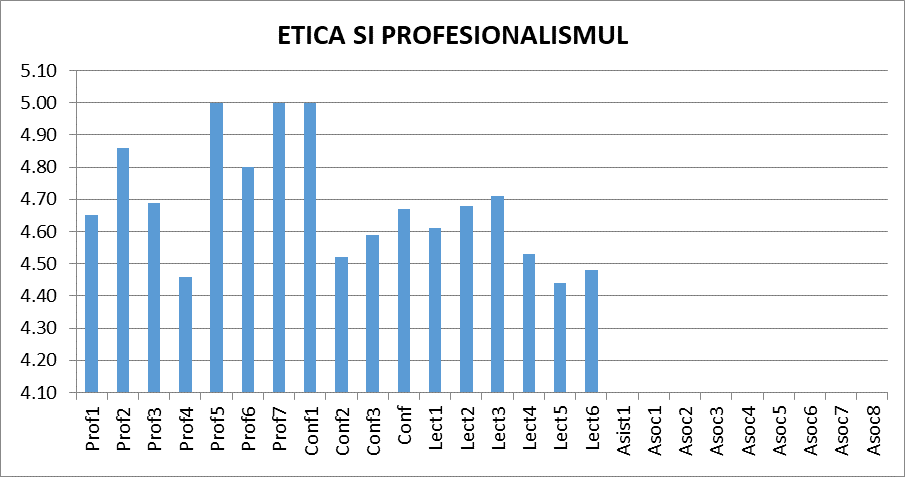 ETICA SI PROFESIONALISMUL
5.10
5.00
4.90
4.80
4.70
4.60
4.50
4.40
4.30
4.20
4.10
Prof1
Prof2
Prof3
Prof4
Prof5
Prof6
Prof7
Conf1
Conf2
Conf3
Conf
Lect1
Lect2
Lect3
Lect4
Lect5
Lect6
Asist1
Asoc1
Asoc2
Asoc3
Asoc4
Asoc5
Asoc6
Asoc7
Asoc8